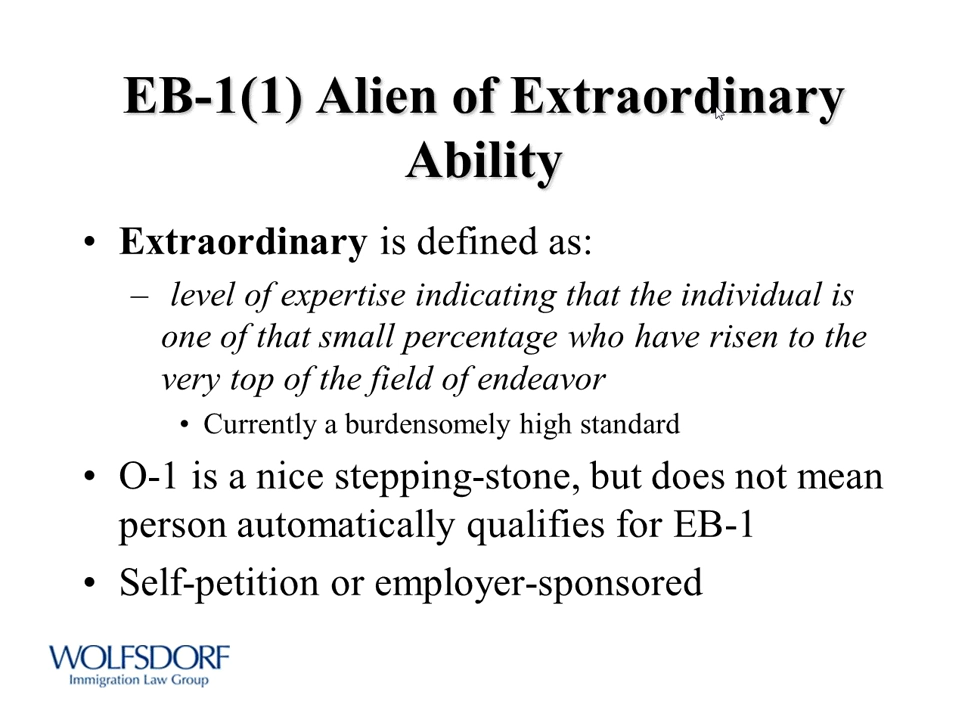 EB-1(1) Alien of Extraordinary
Ability
• Extraordinary is defined as:
– level of expertise indicating that the individual is
one of that small percentage who have risen to the
very top of the field of endeavor
• Currently a burdensomely high standard
• O-1 is a nice stepping-stone, but does not mean
person automatically qualifies for EB-1
• Self-petition or employer-sponsored
WOLFSDORF
Immigration Law Group